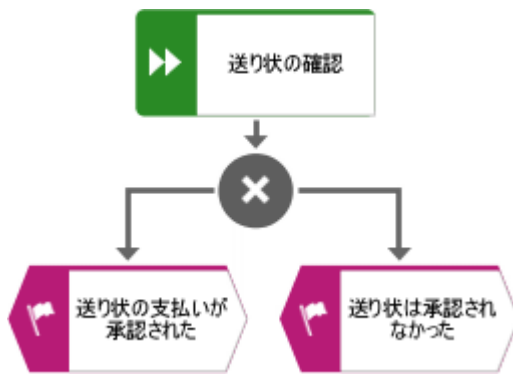 送り状の確認
送り状の支払いが
承認された
送り状は承認され
なかった